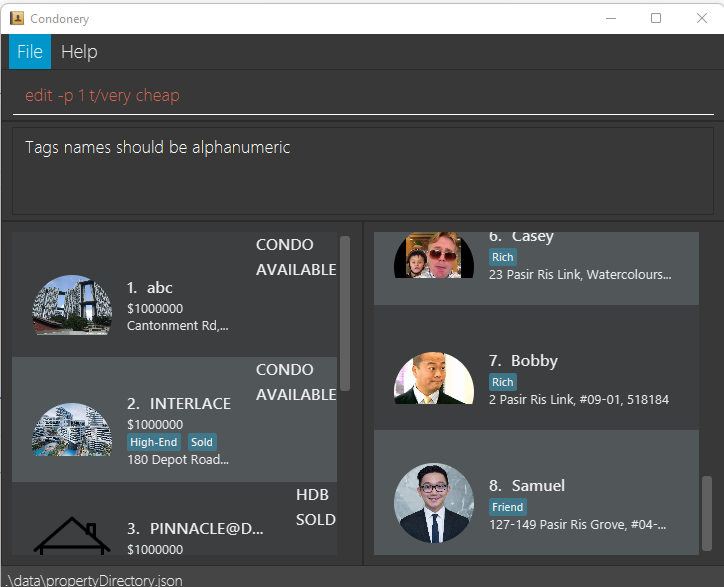 Condonery
File Help
edit -p 1 t/very cheap
Tags names should be alphanumeric
CONDO
AVAILABLE
1. abc
$1000000
Cantonment Rd,...
CONDO
AVAILABLE
2. INTERLACE
$1000000
High-End Sold
180 Depot Road...
HDB
SOLD
3. PINNACLE@D...
$1000000
6. Casey
Rich
23 Pasir Ris Link, Watercolours...
7. Bobby
Rich
2 Pasir Ris Link, #09-01, 518184
8. Samuel
Friend
127-149 Pasir Ris Grove, #04-...
.\data\propertyDirectory.json